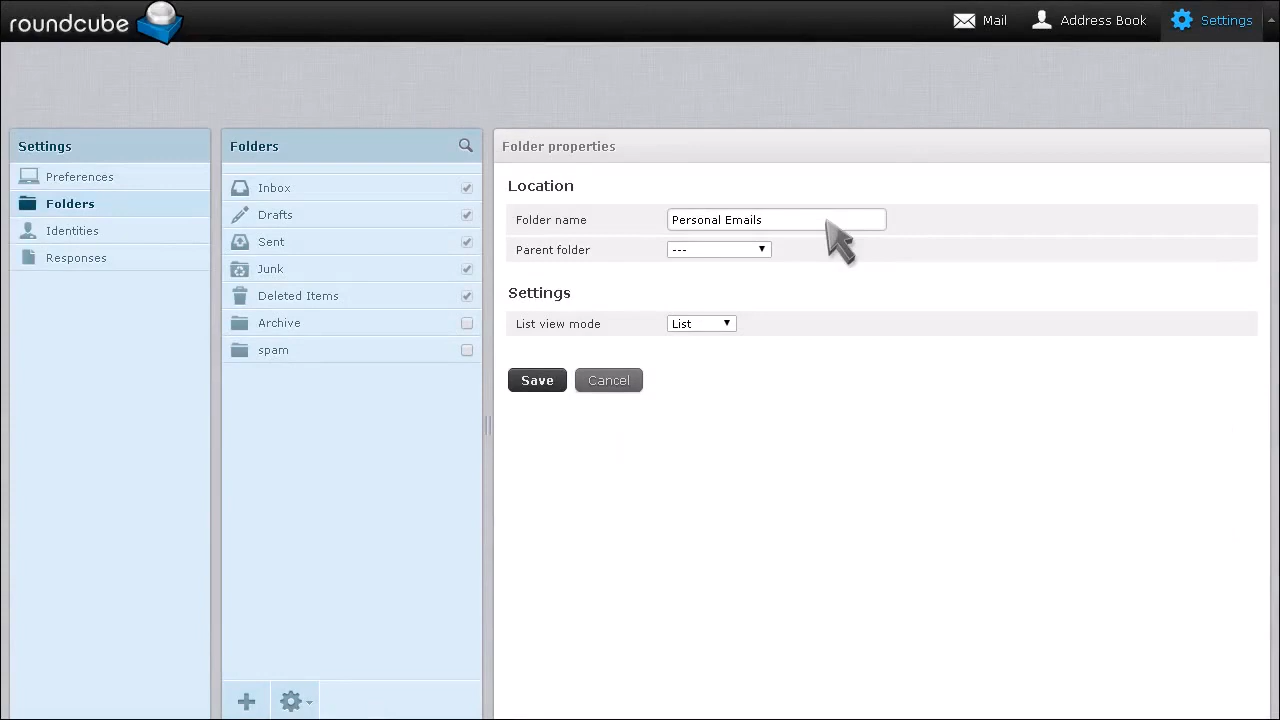 roundcube
Mail
Address Book
Settings
Settings
Preferences
Folders
Identities
Responses
Folders
Inbox
Drafts
Sent
Junk
Deleted Items
Archive
spam
Folder properties
Location
Folder name Personal Emails
Parent folder ---
Settings
List view mode List
Save Cancel